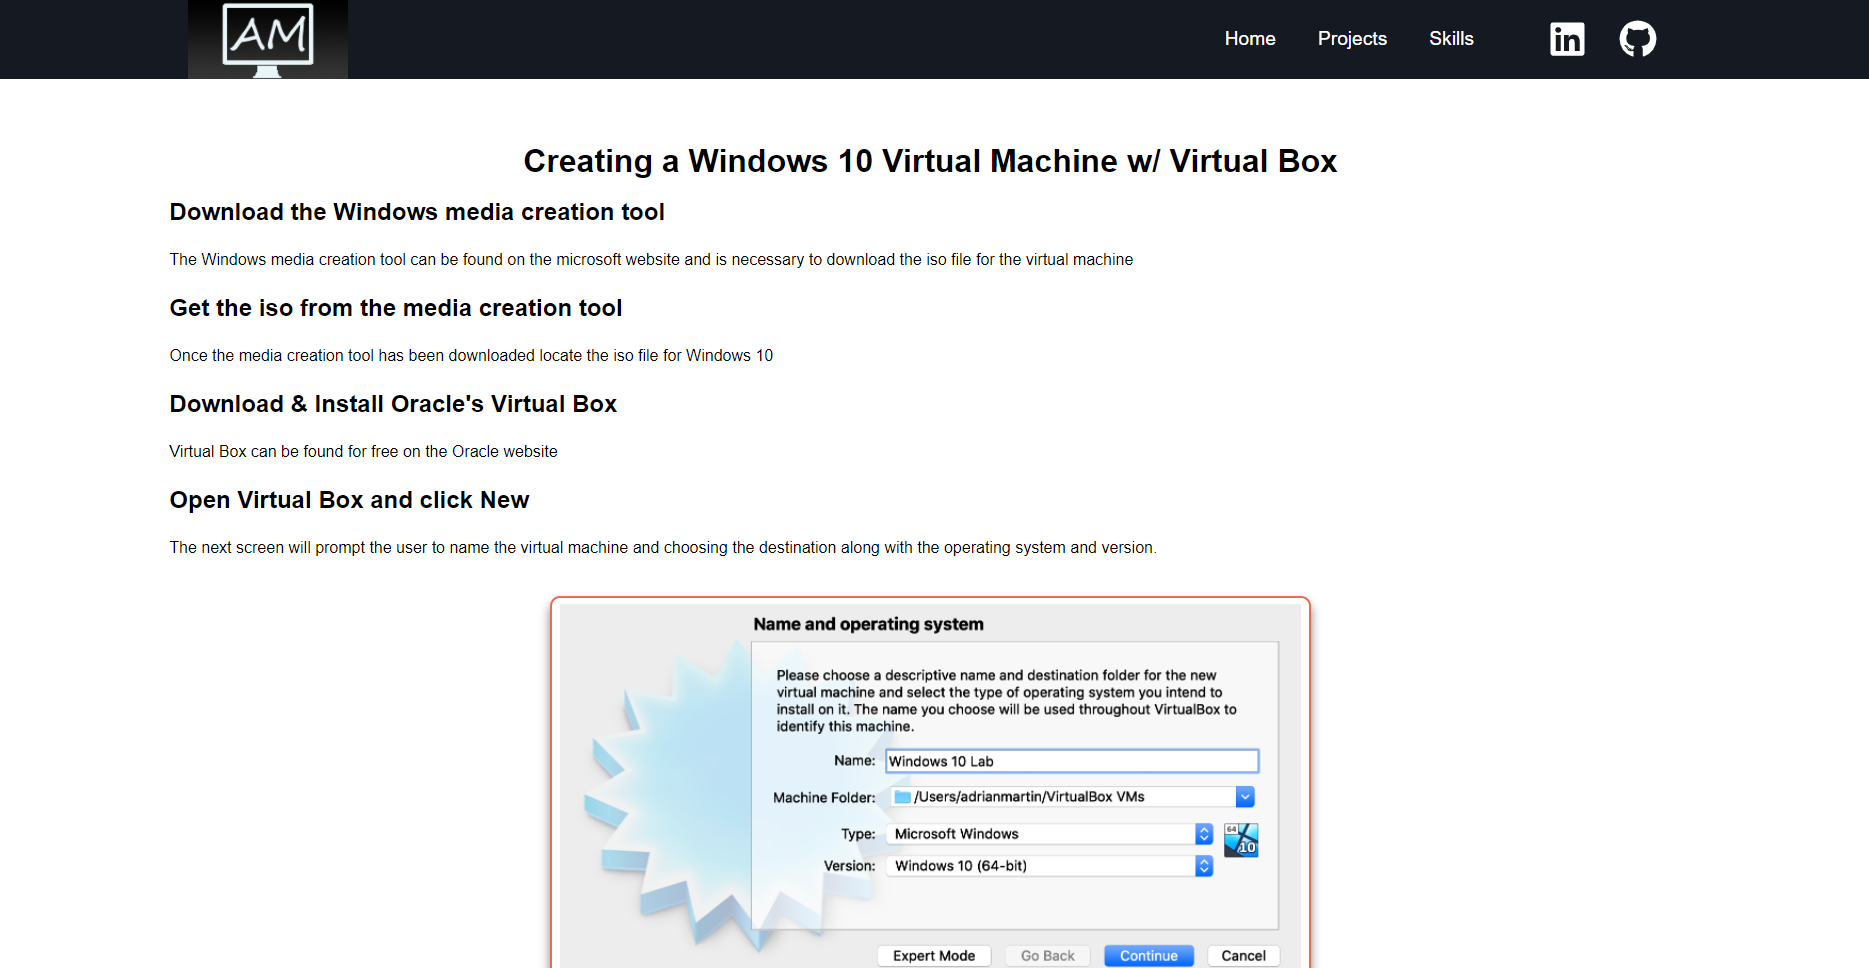 AM
Home Projects Skills
Creating a Windows 10 Virtual Machine w/ Virtual Box
Download the Windows media creation tool
The Windows media creation tool can be found on the microsoft website and is necessary to download the iso file for the virtual machine
Get the iso from the media creation tool
Once the media creation tool has been downloaded locate the iso file for Windows 10
Download & Install Oracle's Virtual Box
Virtual Box can be found for free on the Oracle website
Open Virtual Box and click New
The next screen will prompt the user to name the virtual machine and choosing the destination along with the operating system and version.
Name and operating system
Please choose a descriptive name and destination folder for the new
virtual machine and select the type of operating system you intend to
install on it. The name you choose will be used throughout VirtualBox to
identify this machine.
Name: Windows 10 Lab
Machine Folder: /Users/adrianmartin/VirtualBox VMs
Type: Microsoft Windows
64
10
Version: Windows 10 (64-bit)
Expert Mode Go Back Continue Cancel